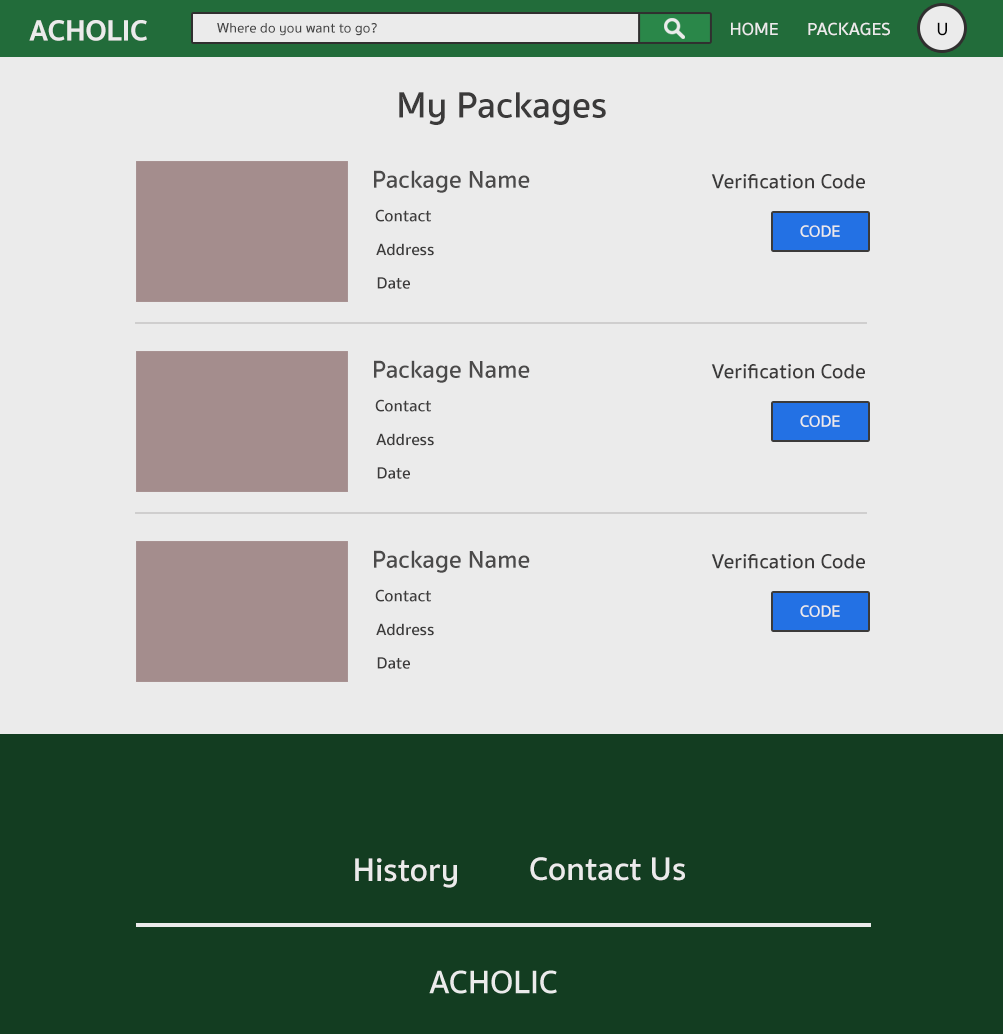 ACHOLIC
Where do you want to go?
HOME
PACKAGES
U
My Packages
Package Name
Contact
Address
Date
Verification Code
CODE
Package Name
Contact
Address
Date
Verification Code
CODE
Package Name
Contact
Address
Date
Verification Code
CODE
History
Contact Us
ACHOLIC